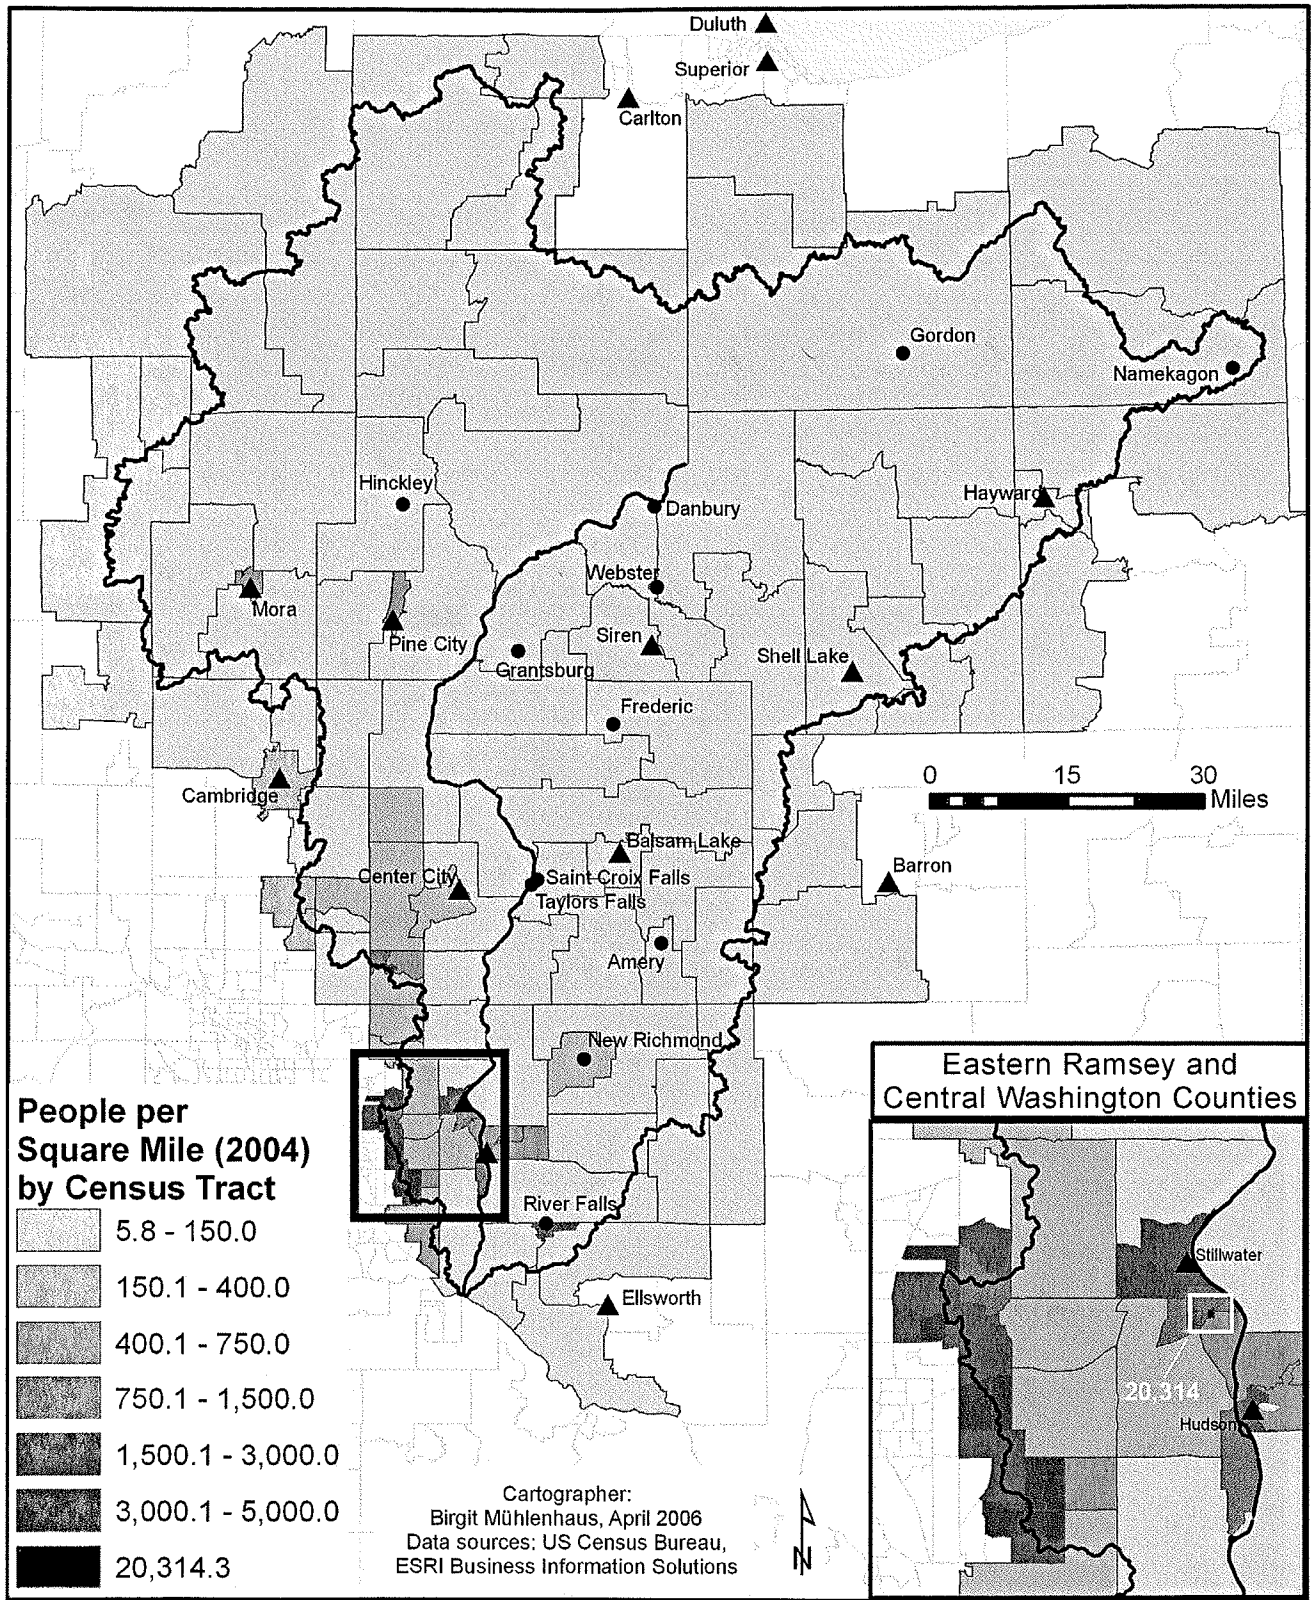 Duluth
Superior
Carlton
Gordon
Namekagon
Hinckley
Hayward
Danbury
Webster
Mora
Pine City
Siren
Grantsburg
Shell Lake
Frederic
0 15 30
Miles
Cambridge
Balsam Lake
Barron
Center City
Saint Croix Falls
Taylors Falls
Amery
New Richmond
River Falls
Ellsworth
People per
Square Mile (2004)
by Census Tract
5.8 - 150.0
150.1 - 400.0
400.1 - 750.0
750.1 - 1,500.0
1,500.1 - 3,000.0
3,000.1 - 5,000.0
20,314.3
Cartographer:
Birgit Mühlenhaus, April 2006
Data sources: US Census Bureau,
ESRI Business Information Solutions
N
Eastern Ramsey and
Central Washington Counties
Stillwater
20,314
Hudson